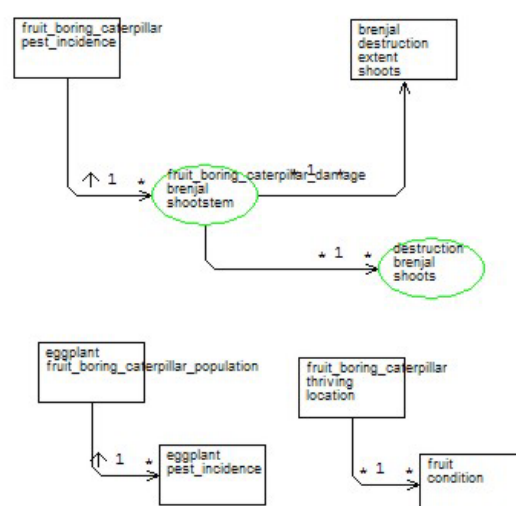 fruit_boring_caterpillar
pest_incidence
brenjal
destruction
extent
shoots
↑ 1 *
fruit_boring_caterpillar_damage
brenjal
shootstem
* 1 *
destruction
brenjal
shoots
* 1 *
eggplant
fruit_boring_caterpillar_population
fruit_boring_caterpillar
thriving
location
↑ 1 *
eggplant
pest_incidence
* 1 *
fruit
condition